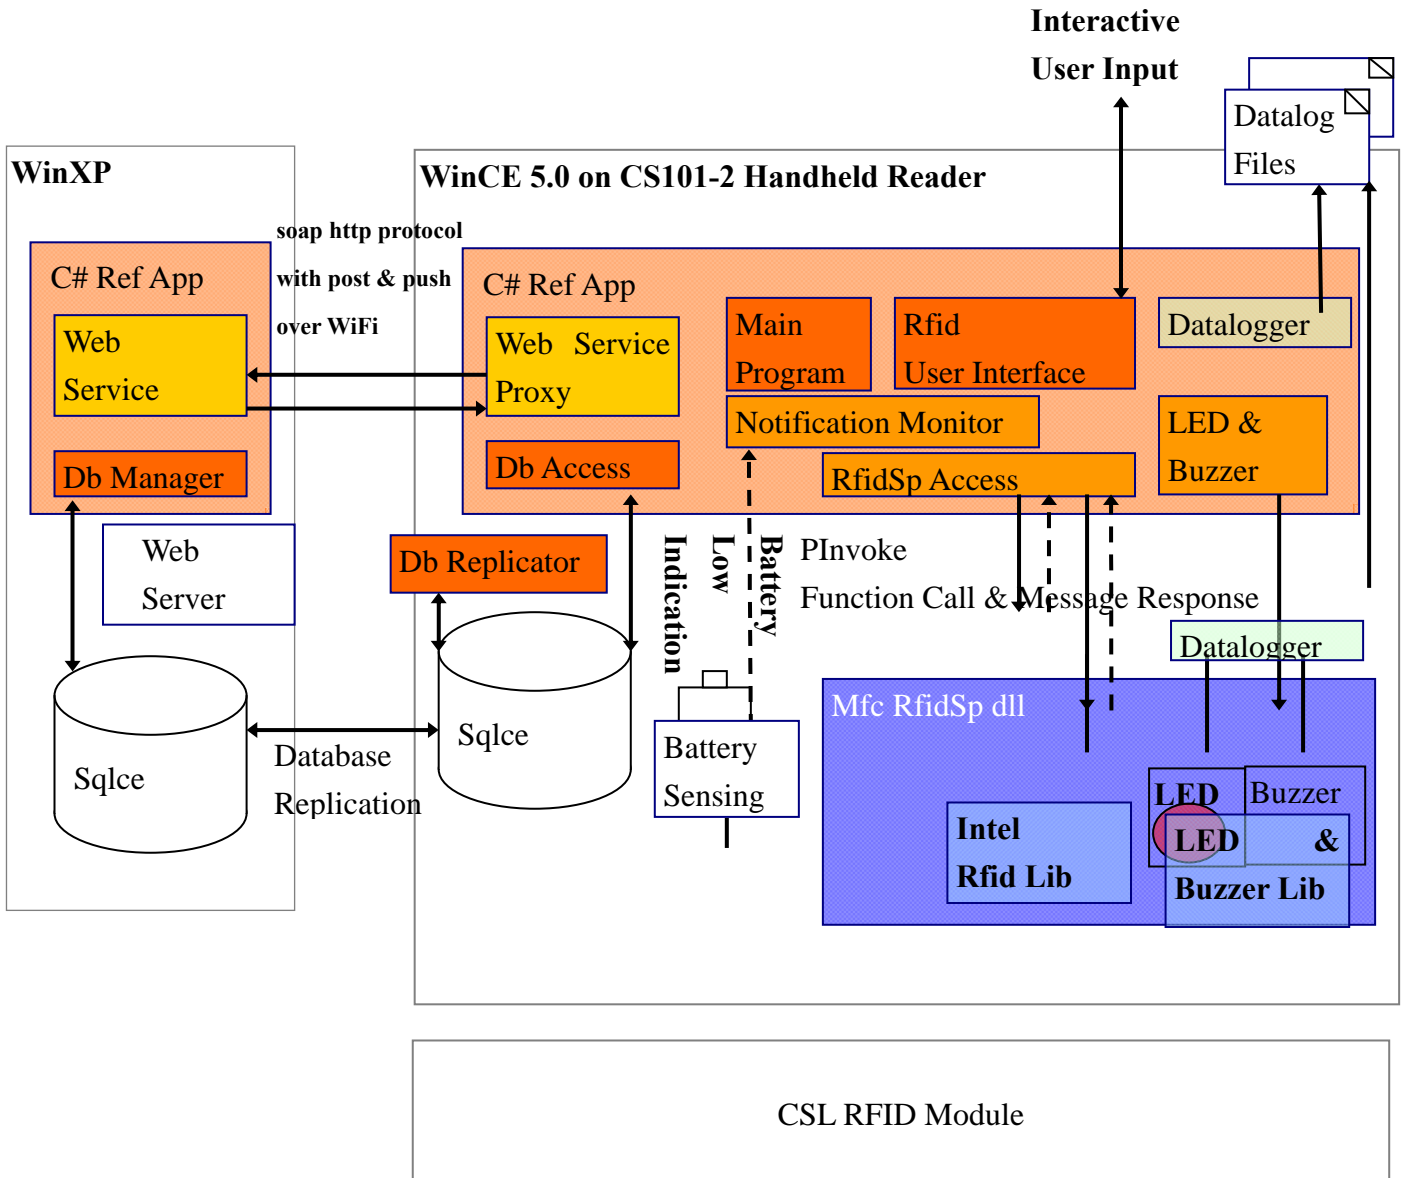 Interactive
User Input
Datalog
Files
WinXP
WinCE 5.0 on CS101-2 Handheld Reader
soap http protocol
with post & push
over WiFi
C# Ref App
Web
Service
Db Manager
Web
Server
Sqlce
Database
Replication
C# Ref App
Web Service
Proxy
Db Access
Db Replicator
Sqlce
Main
Program
Rfid
User Interface
Datalogger
Notification Monitor
RfidSp Access
LED &
Buzzer
Battery
Low
Indication
PInvoke
Function Call & Message Response
Battery
Sensing
Datalogger
Mfc RfidSp dll
Intel
Rfid Lib
LED
Buzzer
LED &
Buzzer Lib
CSL RFID Module